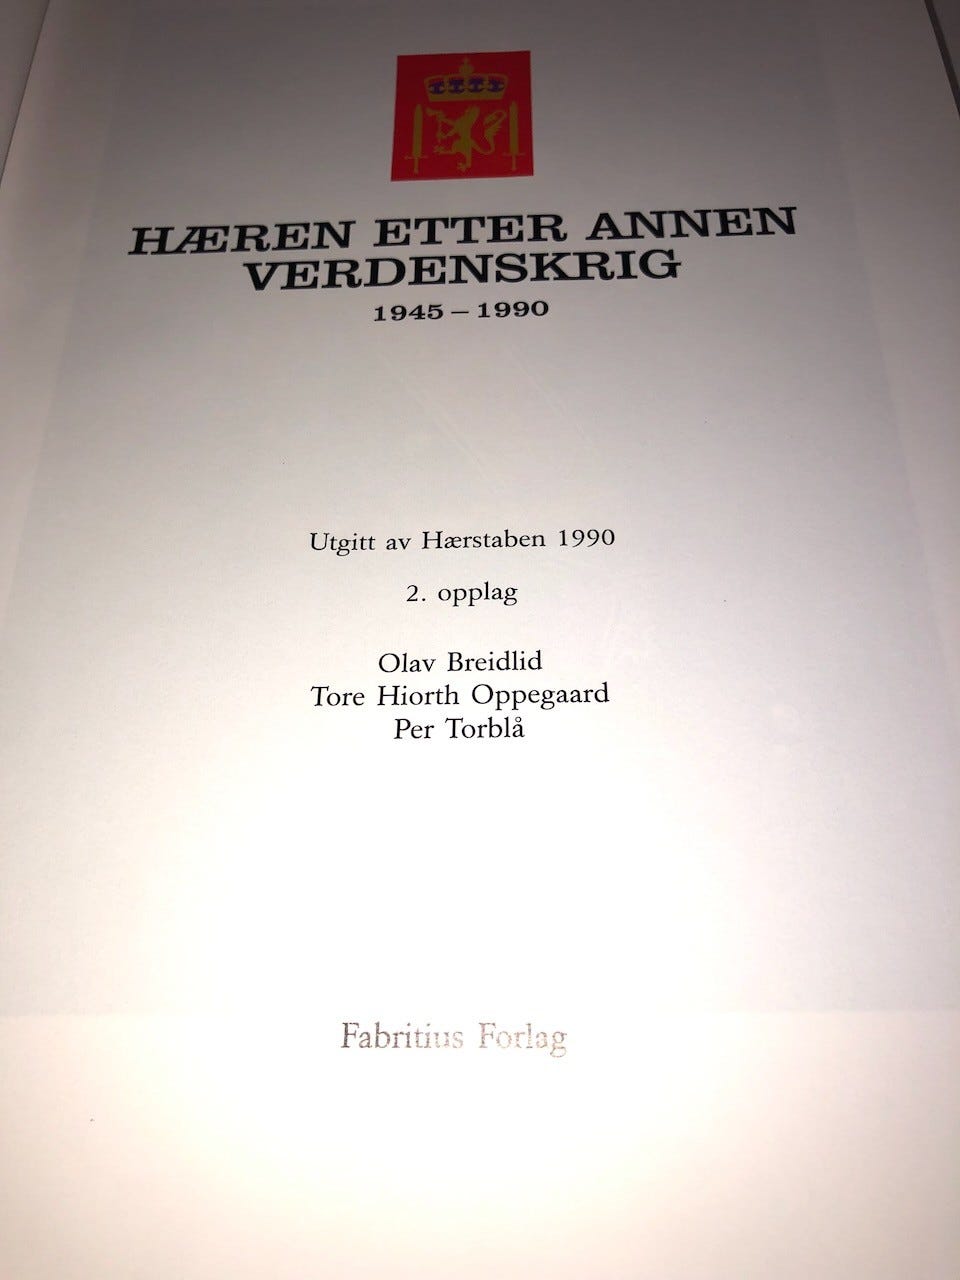 HÆREN ETTER ANNEN
VERDENSKRIG
1945 – 1990
Utgitt av Hærstaben 1990
2. opplag
Olav Breidlid
Tore Hiorth Oppegaard
Per Torblå
Fabritius Forlag